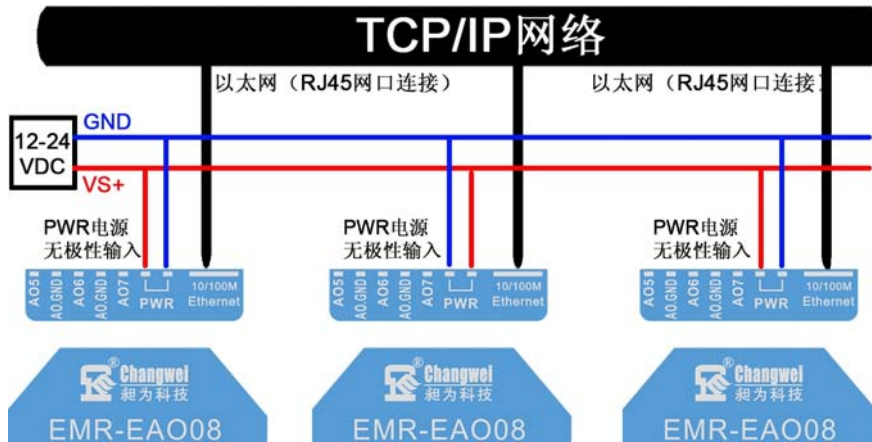 TCP/IP网络
以太网（RJ45网口连接）
以太网（RJ45网口连接）
GND
12-24
VDC
VS+
PWR电源
无极性输入
PWR电源
无极性输入
PWR电源
无极性输入
AO5
AO.GND
AO6
AO.GND
AO7
PWR
10/100M
Ethernet
AO5
AO.GND
AO6
AO.GND
AO7
PWR
10/100M
Ethernet
AO5
AO.GND
AO6
AO.GND
AO7
PWR
10/100M
Ethernet
® Changwei
昶为科技
EMR-EAO08
® Changwei
昶为科技
EMR-EAO08
® Changwei
昶为科技
EMR-EAO08